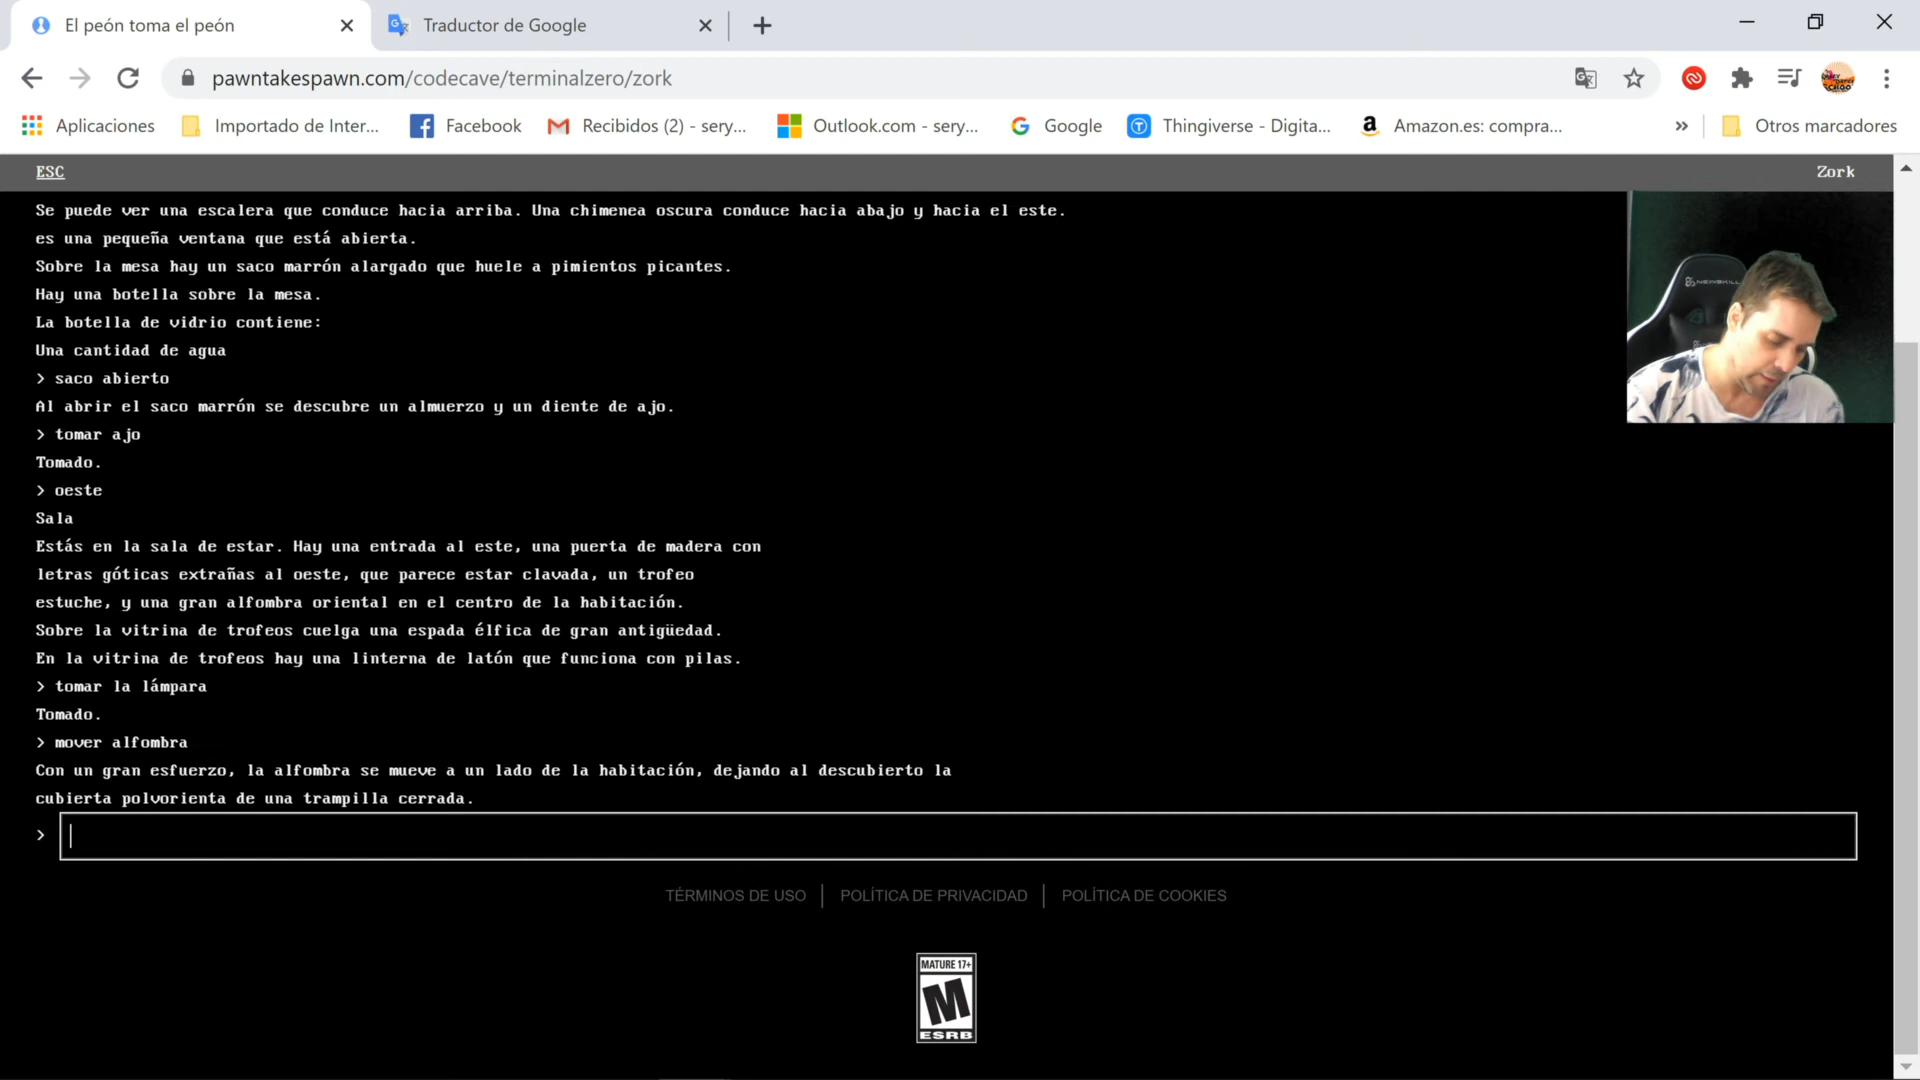 El peón toma el peón
Traductor de Google
pawntakespawn.com/codecave/terminalzero/zork
Aplicaciones
Importado de Inter...
Facebook
Recibidos (2) - sery...
Outlook.com - sery...
Google
Thingiverse - Digita...
Amazon.es: compra...
»
Otros marcadores
ESC
Zork
Se puede ver una escalera que conduce hacia arriba. Una chimenea oscura conduce hacia abajo y hacia el este.
es una pequeña ventana que está abierta.
Sobre la mesa hay un saco marrón alargado que huele a pimientos picantes.
Hay una botella sobre la mesa.
La botella de vidrio contiene:
Una cantidad de agua
> saco abierto
Al abrir el saco marrón se descubre un almuerzo y un diente de ajo.
> tomar ajo
Tomado.
> oeste
Sala
Estás en la sala de estar. Hay una entrada al este, una puerta de madera con
letras góticas extrañas al oeste, que parece estar clavada, un trofeo
estuche, y una gran alfombra oriental en el centro de la habitación.
Sobre la vitrina de trofeos cuelga una espada élfica de gran antigüedad.
En la vitrina de trofeos hay una linterna de latón que funciona con pilas.
> tomar la lámpara
Tomado.
> mover alfombra
Con un gran esfuerzo, la alfombra se mueve a un lado de la habitación, dejando al descubierto la
cubierta polvorienta de una trampilla cerrada.
>
TÉRMINOS DE USO
POLÍTICA DE PRIVACIDAD
POLÍTICA DE COOKIES
MATURE 17+
M
ESRB
NEWSKILL